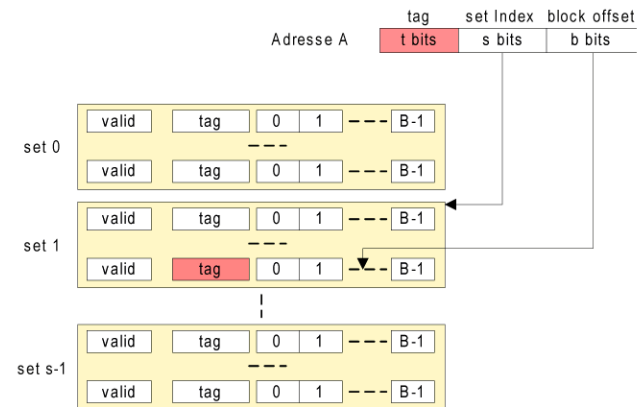 tag set Index block offset
Adresse A t bits s bits b bits
valid tag 0 1 B-1
set 0
valid tag 0 1 B-1
valid tag 0 1 B-1
set 1
valid tag 0 1 B-1
valid tag 0 1 B-1
set s-1
valid tag 0 1 B-1